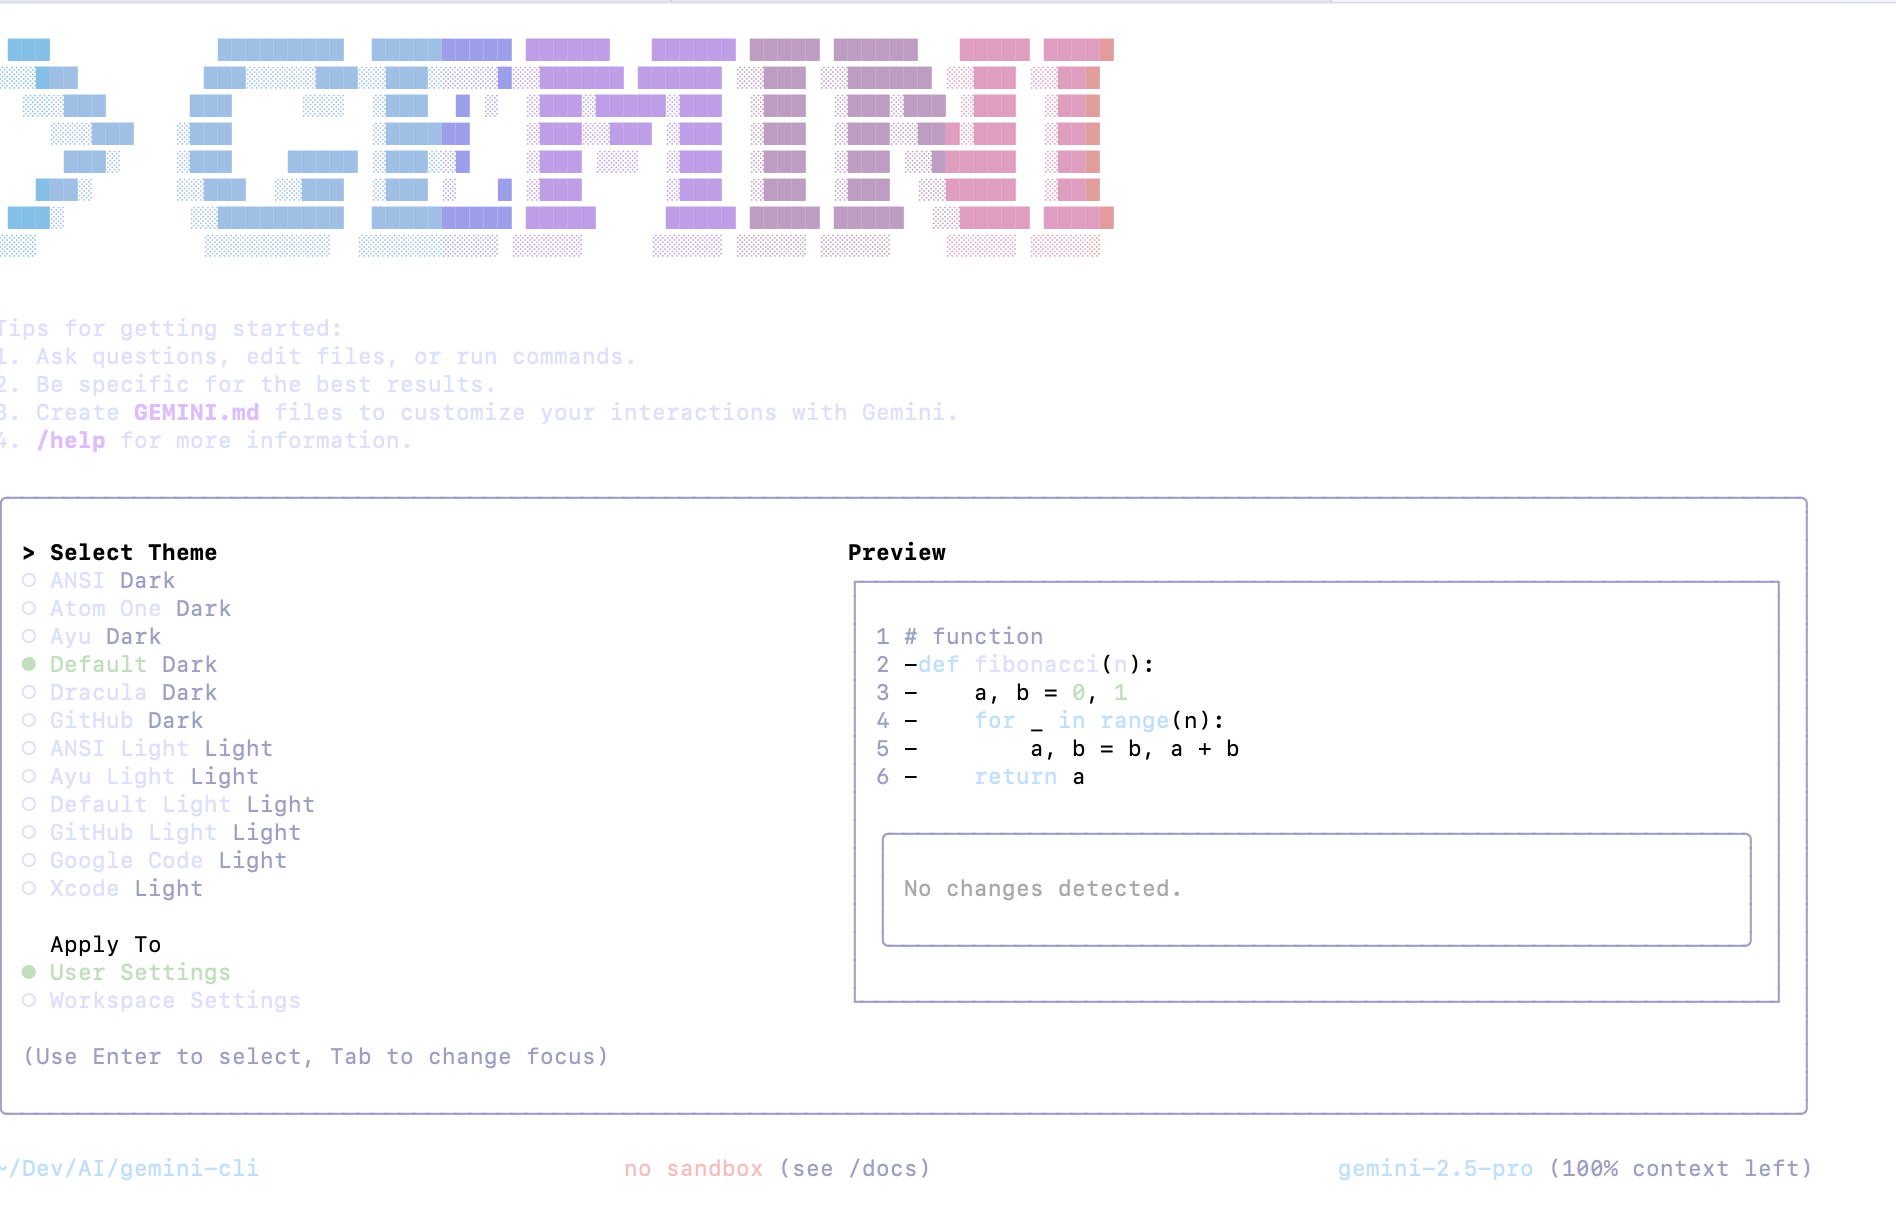 > GEMINI
Tips for getting started:
1. Ask questions, edit files, or run commands.
2. Be specific for the best results.
3. Create GEMINI.md files to customize your interactions with Gemini.
4. /help for more information.
> Select Theme
○ ANSI Dark
○ Atom One Dark
○ Ayu Dark
● Default Dark
○ Dracula Dark
○ GitHub Dark
○ ANSI Light Light
○ Ayu Light Light
○ Default Light Light
○ GitHub Light Light
○ Google Code Light
○ Xcode Light
Apply To
● User Settings
○ Workspace Settings
(Use Enter to select, Tab to change focus)
Preview
1 # function
2 -def fibonacci(n):
3 -    a, b = 0, 1
4 -    for _ in range(n):
5 -        a, b = b, a + b
6 -    return a
No changes detected.
~/Dev/AI/gemini-cli
no sandbox (see /docs)
gemini-2.5-pro (100% context left)